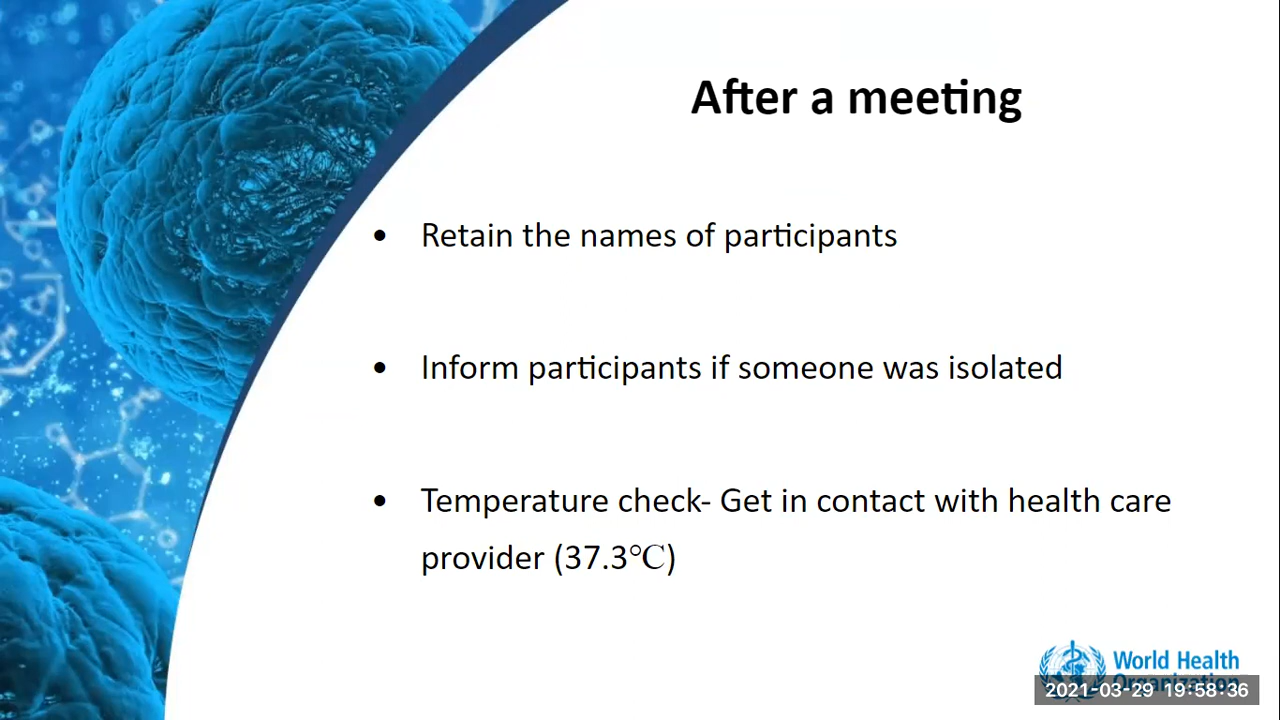 After a meeting
• Retain the names of participants
• Inform participants if someone was isolated
• Temperature check- Get in contact with health care
provider (37.3℃)
World Health
Organization
2021-03-29 19:58:36